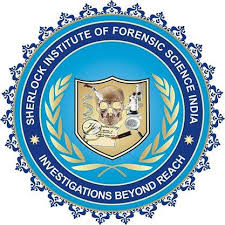 SHERLOCK INSTITUTE OF FORENSIC SCIENCE INDIA
INVESTIGATIONS BEYOND REACH